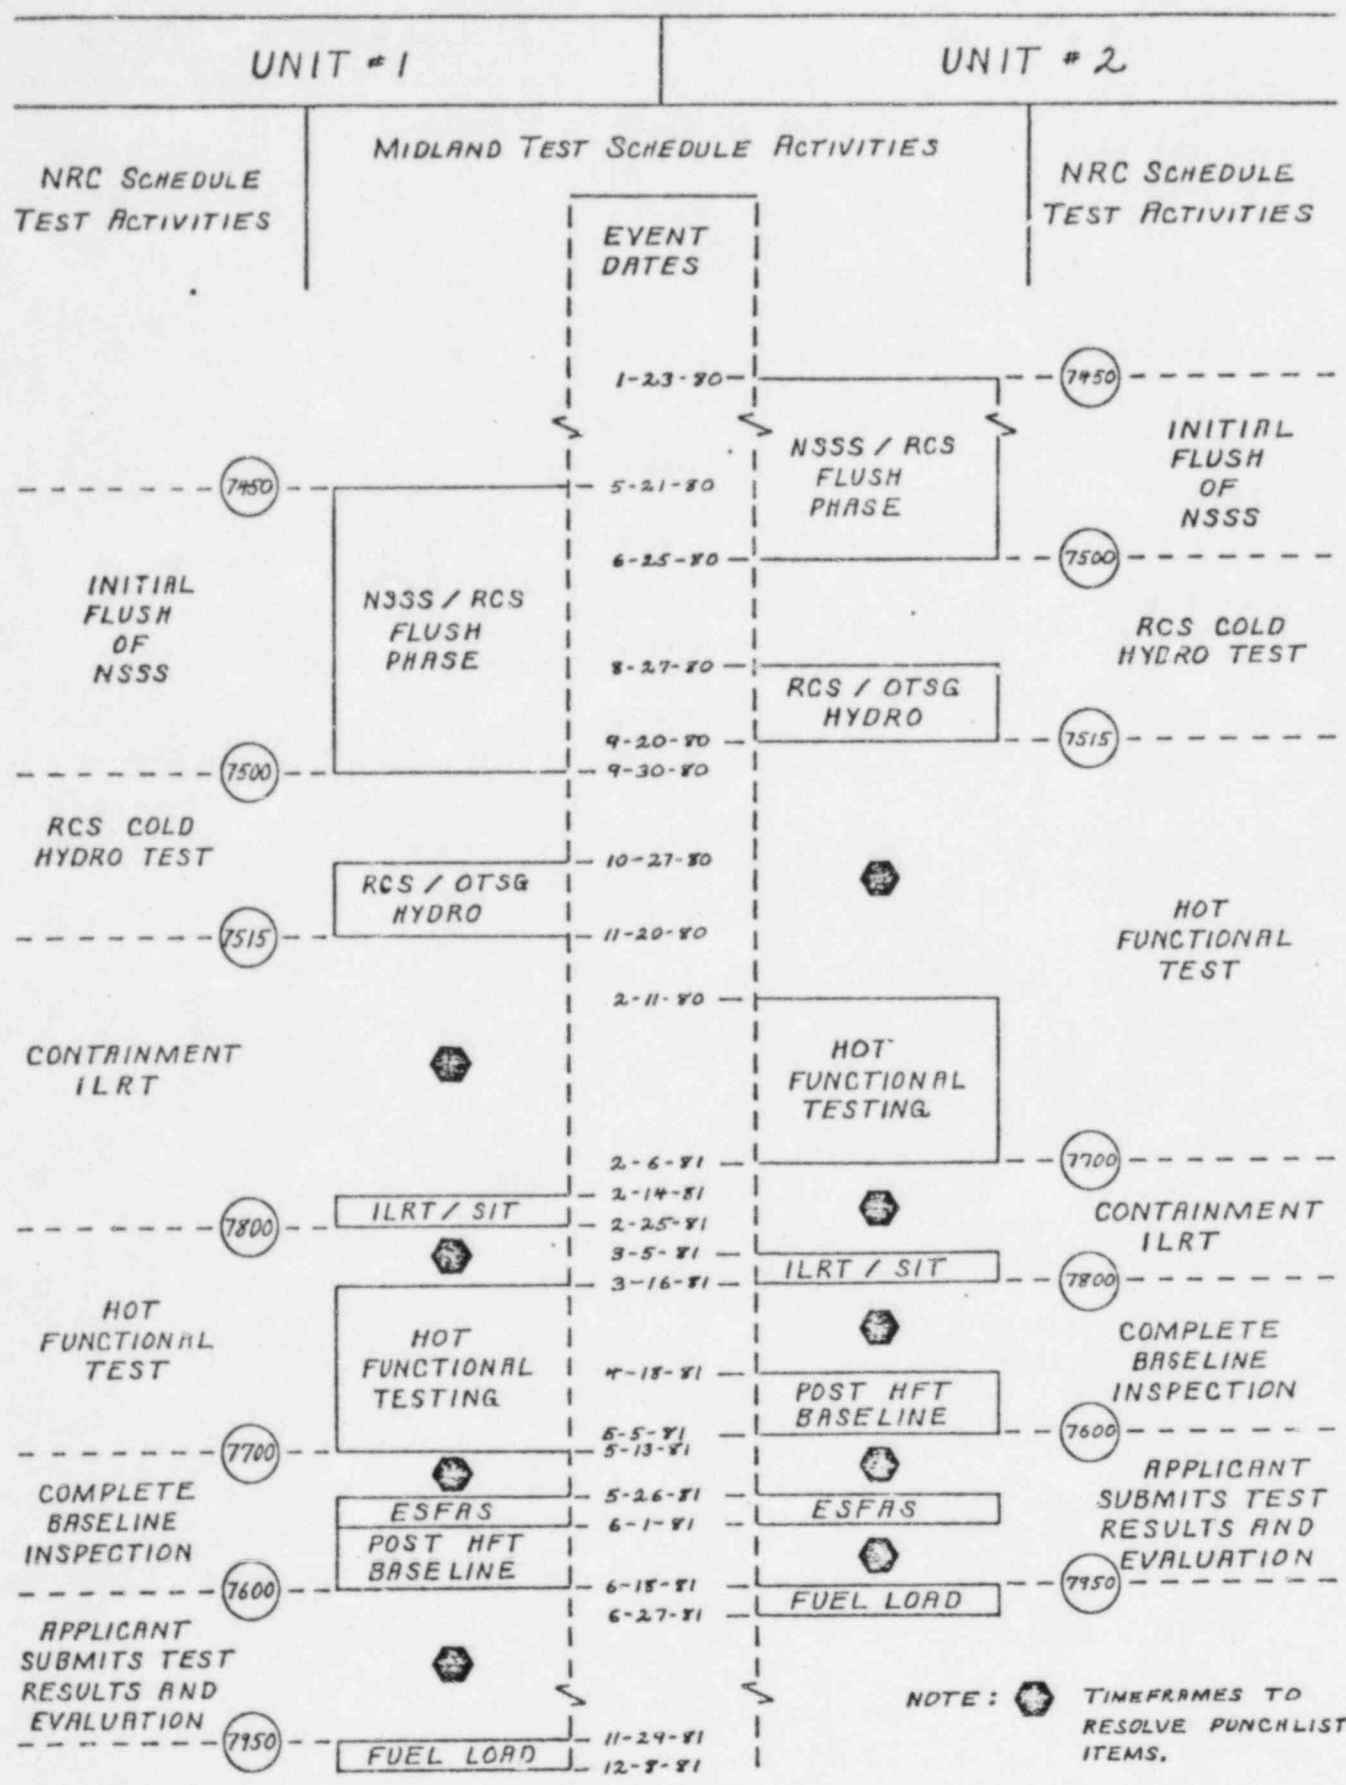 UNIT #1
UNIT #2
NRC SCHEDULE
TEST ACTIVITIES
MIDLAND TEST SCHEDULE ACTIVITIES
NRC SCHEDULE
TEST ACTIVITIES
EVENT
DATES
1-23-80
7450
NSSS / RCS
FLUSH
PHASE
INITIAL
FLUSH
OF
NSSS
7450
5-21-80
6-25-80
7500
INITIAL
FLUSH
OF
NSSS
NSSS / RCS
FLUSH
PHASE
RCS COLD
HYDRO TEST
8-27-80
RCS / OTSG
HYDRO
9-20-80
7515
7500
9-30-80
RCS COLD
HYDRO TEST
10-27-80
RCS / OTSG
HYDRO
7515
11-20-80
HOT
FUNCTIONAL
TEST
2-11-80
CONTAINMENT
ILRT
HOT
FUNCTIONAL
TESTING
2-6-81
7700
2-14-81
ILRT / SIT
7800
2-25-81
CONTAINMENT
ILRT
3-5-81
ILRT / SIT
3-16-81
7800
HOT
FUNCTIONAL
TEST
HOT
FUNCTIONAL
TESTING
COMPLETE
BASELINE
INSPECTION
4-18-81
POST HFT
BASELINE
5-5-81
7600
7700
5-13-81
COMPLETE
BASELINE
INSPECTION
5-26-81
ESFAS
ESFAS
6-1-81
POST HFT
BASELINE
APPLICANT
SUBMITS TEST
RESULTS AND
EVALUATION
7600
6-18-81
7950
FUEL LOAD
6-27-81
APPLICANT
SUBMITS TEST
RESULTS AND
EVALUATION
7950
11-29-81
FUEL LOAD
12-8-81
NOTE: TIMEFRAMES TO
RESOLVE PUNCHLIST
ITEMS.